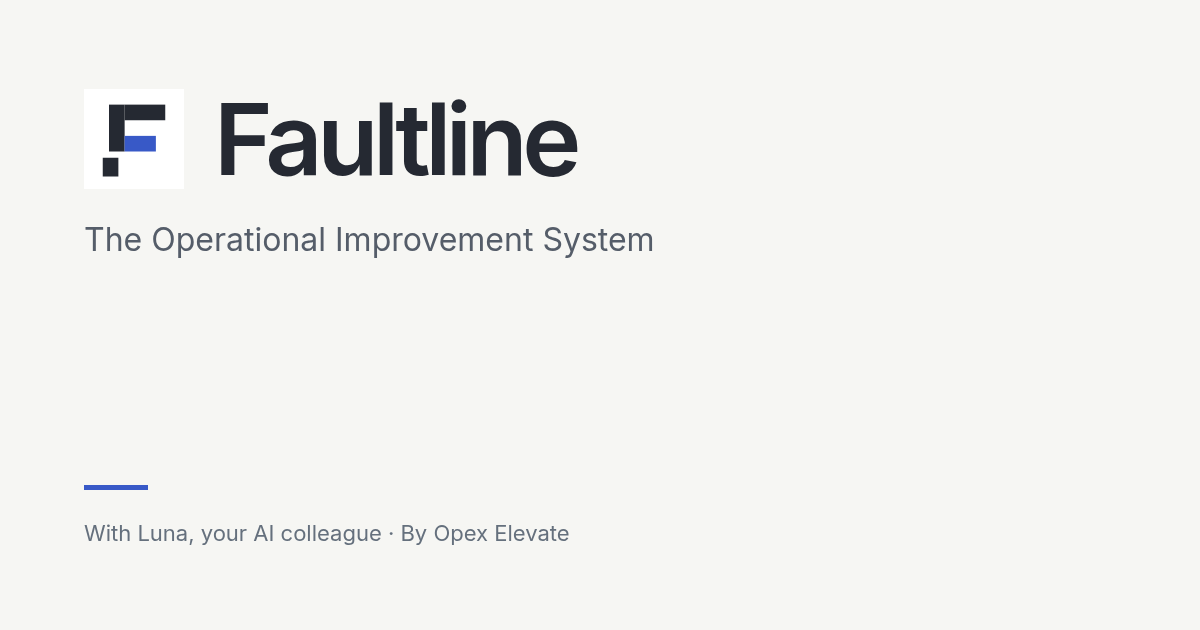 Faultline
The Operational Improvement System
With Luna, your AI colleague · By Opex Elevate